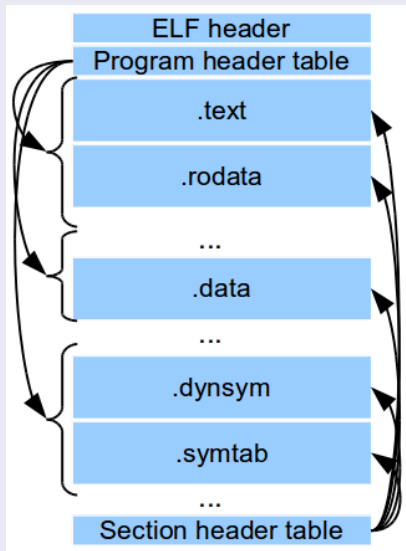 ELF header
Program header table
.text
.rodata
...
.data
...
.dynsym
.symtab
...
Section header table